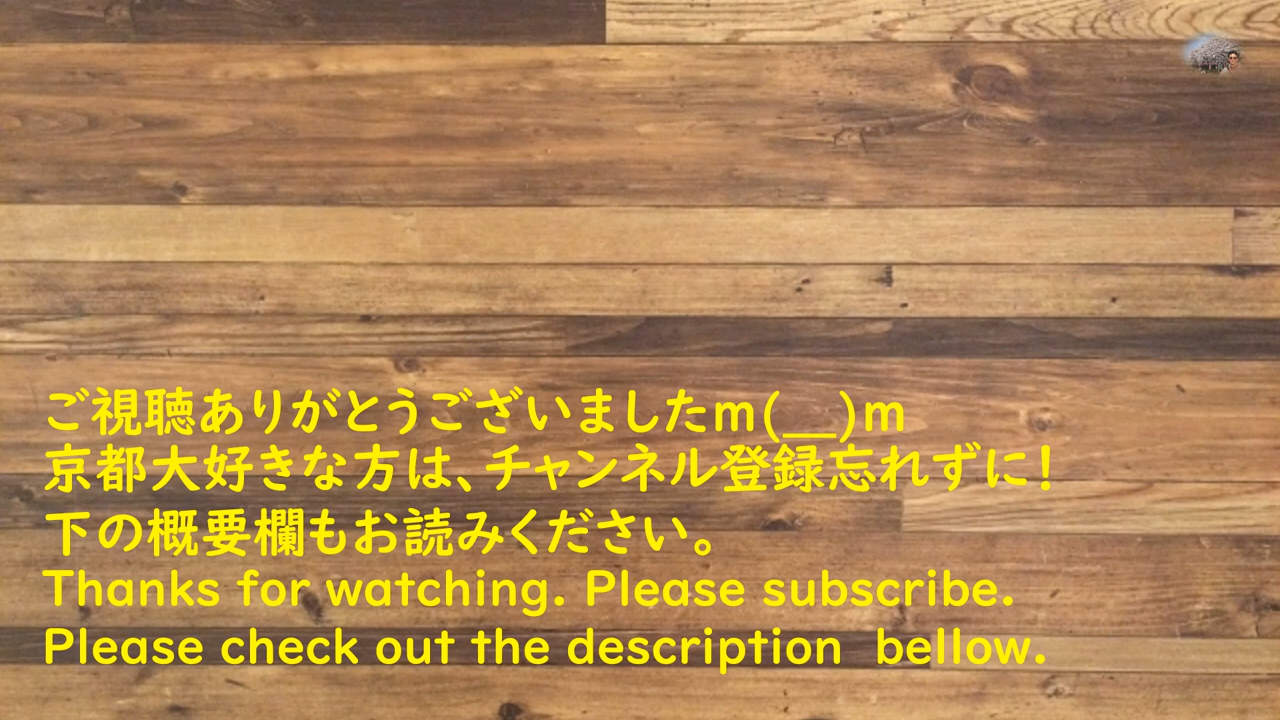 ご視聴ありがとうございましたm(__)m
京都大好きな方は、チャンネル登録忘れずに！
下の概要欄もお読みください。
Thanks for watching. Please subscribe.
Please check out the description  bellow.